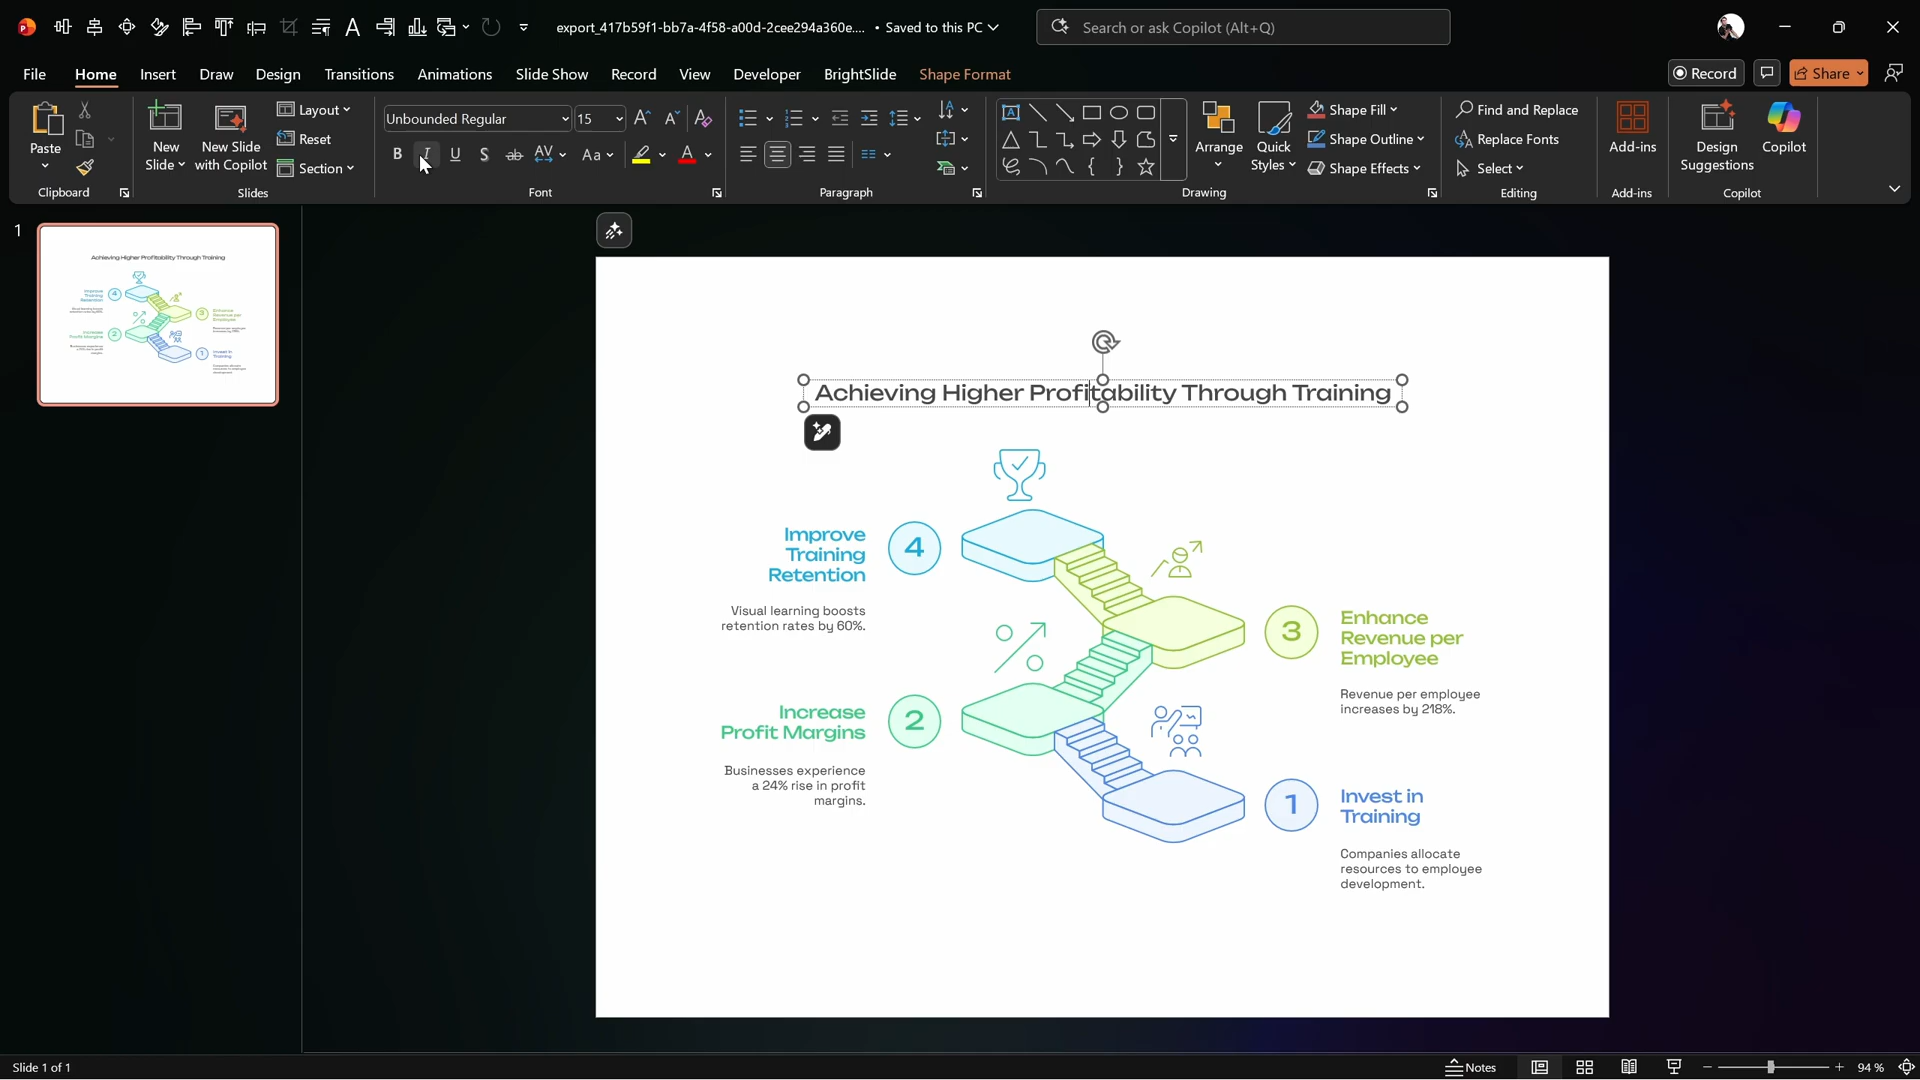 export_417b59f1-bb7a-4f58-a00d-2cee294a360e.... • Saved to this PC
Search or ask Copilot (Alt+Q)
File Home Insert Draw Design Transitions Animations Slide Show Record View Developer BrightSlide Shape Format
Record Share
Paste
New Slide
New Slide with Copilot
Layout
Reset
Section
Unbounded Regular 15
B I U S ab AV Aa A
Arrange
Quick Styles
Shape Fill
Shape Outline
Shape Effects
Find and Replace
Replace Fonts
Select
Add-ins
Design Suggestions
Copilot
Clipboard Slides Font Paragraph Drawing Editing Add-ins Copilot
1
Achieving Higher Profitability Through Training
Improve
Training
Retention
4
Visual learning boosts
retention rates by 60%.
3
Enhance
Revenue per
Employee
Revenue per employee
increases by 218%.
Increase
Profit Margins
2
Businesses experience
a 24% rise in profit
margins.
1
Invest in
Training
Companies allocate
resources to employee
development.
Slide 1 of 1
Notes
94 %